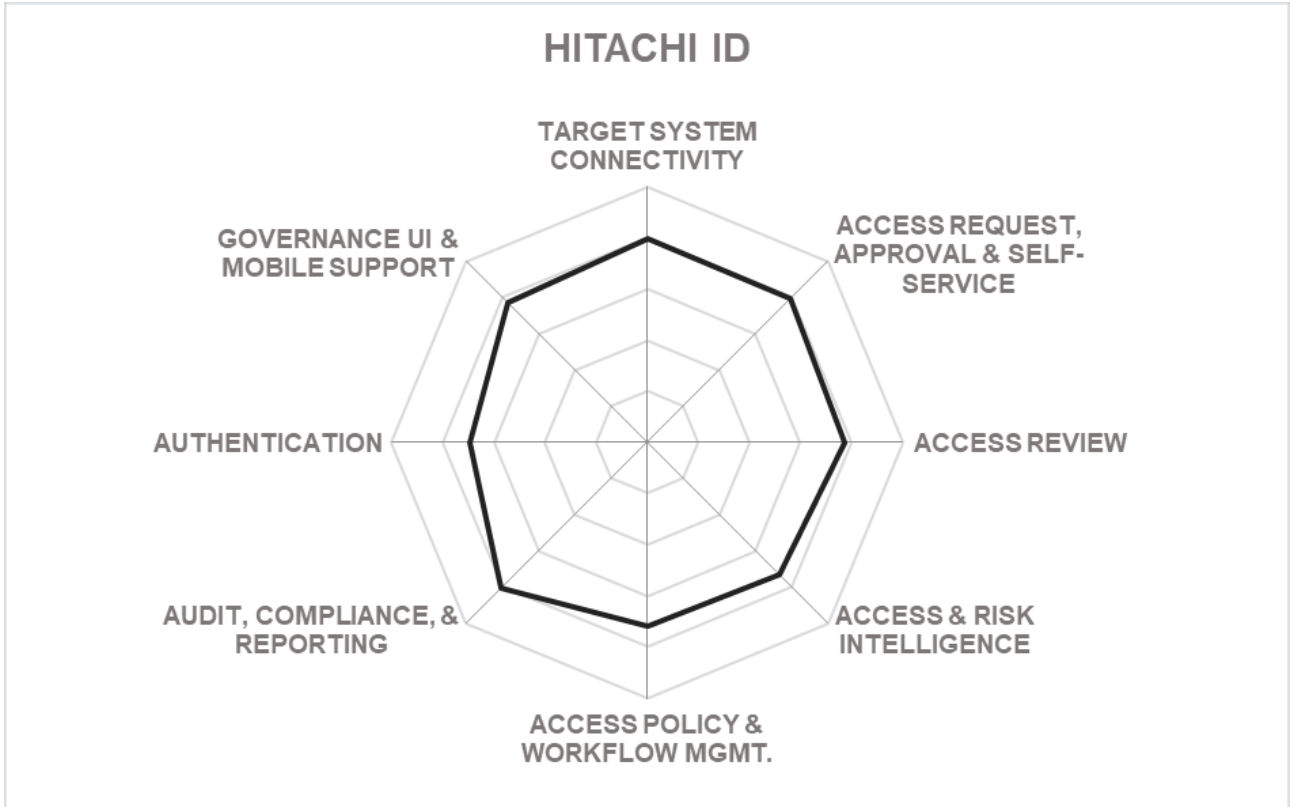 HITACHI ID
TARGET SYSTEM
CONNECTIVITY
ACCESS REQUEST,
APPROVAL & SELF-
SERVICE
ACCESS REVIEW
ACCESS & RISK
INTELLIGENCE
ACCESS POLICY &
WORKFLOW MGMT.
AUDIT, COMPLIANCE, &
REPORTING
AUTHENTICATION
GOVERNANCE UI &
MOBILE SUPPORT